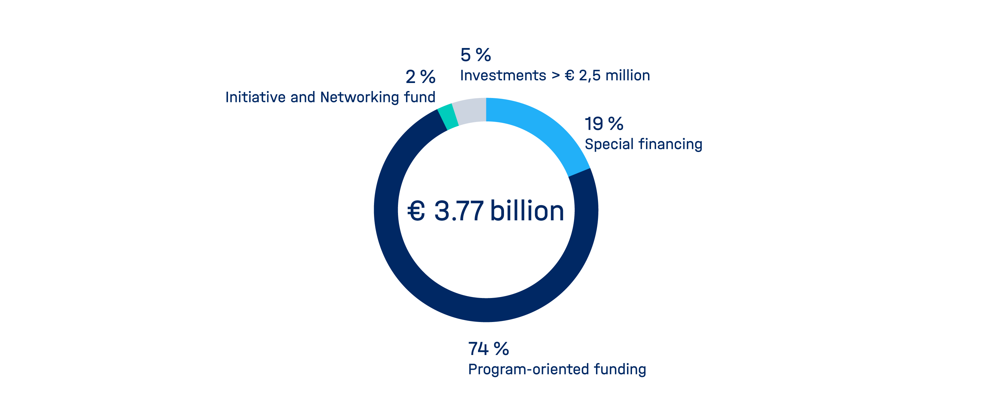 5 %
Investments > € 2,5 million
2 %
Initiative and Networking fund
19 %
Special financing
€ 3.77 billion
74 %
Program-oriented funding